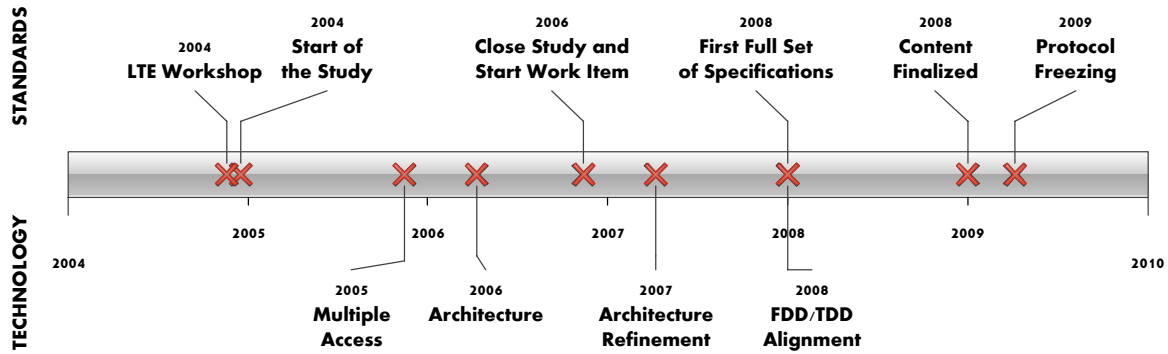 STANDARDS
2004
LTE Workshop
2004
Start of
the Study
2006
Close Study and
Start Work Item
2008
First Full Set
of Specifications
2008
Content
Finalized
2009
Protocol
Freezing
2004
2005
2006
2007
2008
2009
2010
TECHNOLOGY
2005
Multiple
Access
2006
Architecture
2007
Architecture
Refinement
2008
FDD/TDD
Alignment